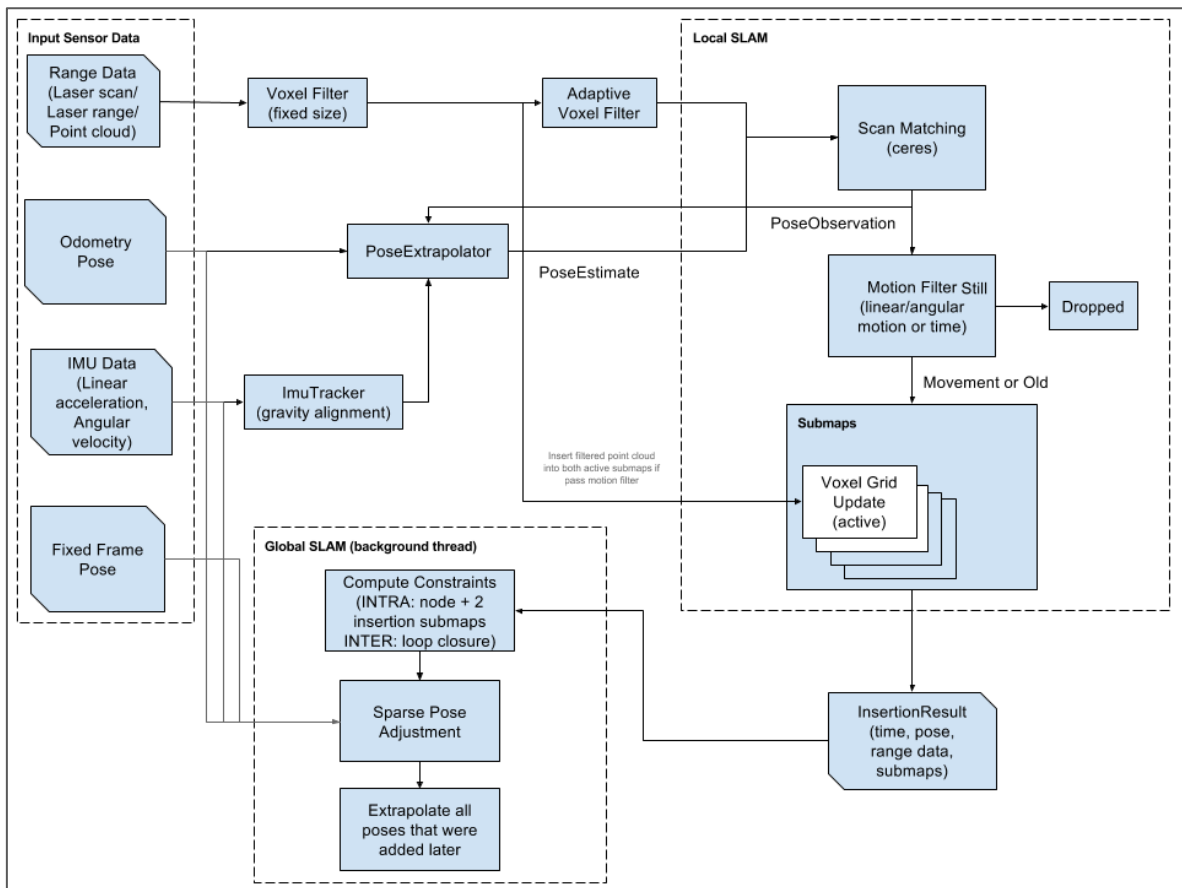 Input Sensor Data
Range Data
(Laser scan/
Laser range/
Point cloud)
Voxel Filter
(fixed size)
Adaptive
Voxel Filter
Local SLAM
Scan Matching
(ceres)
Odometry
Pose
PoseExtrapolator
PoseEstimate
PoseObservation
Motion Filter
(linear/angular
motion or time)
Still
Dropped
IMU Data
(Linear
acceleration,
Angular
velocity)
ImuTracker
(gravity alignment)
Movement or Old
Submaps
Voxel Grid
Update
(active)
Insert filtered point cloud
into both active submaps if
pass motion filter
Fixed Frame
Pose
Global SLAM (background thread)
Compute Constraints
(INTRA: node + 2
insertion submaps
INTER: loop closure)
Sparse Pose
Adjustment
Extrapolate all
poses that were
added later
InsertionResult
(time, pose,
range data,
submaps)